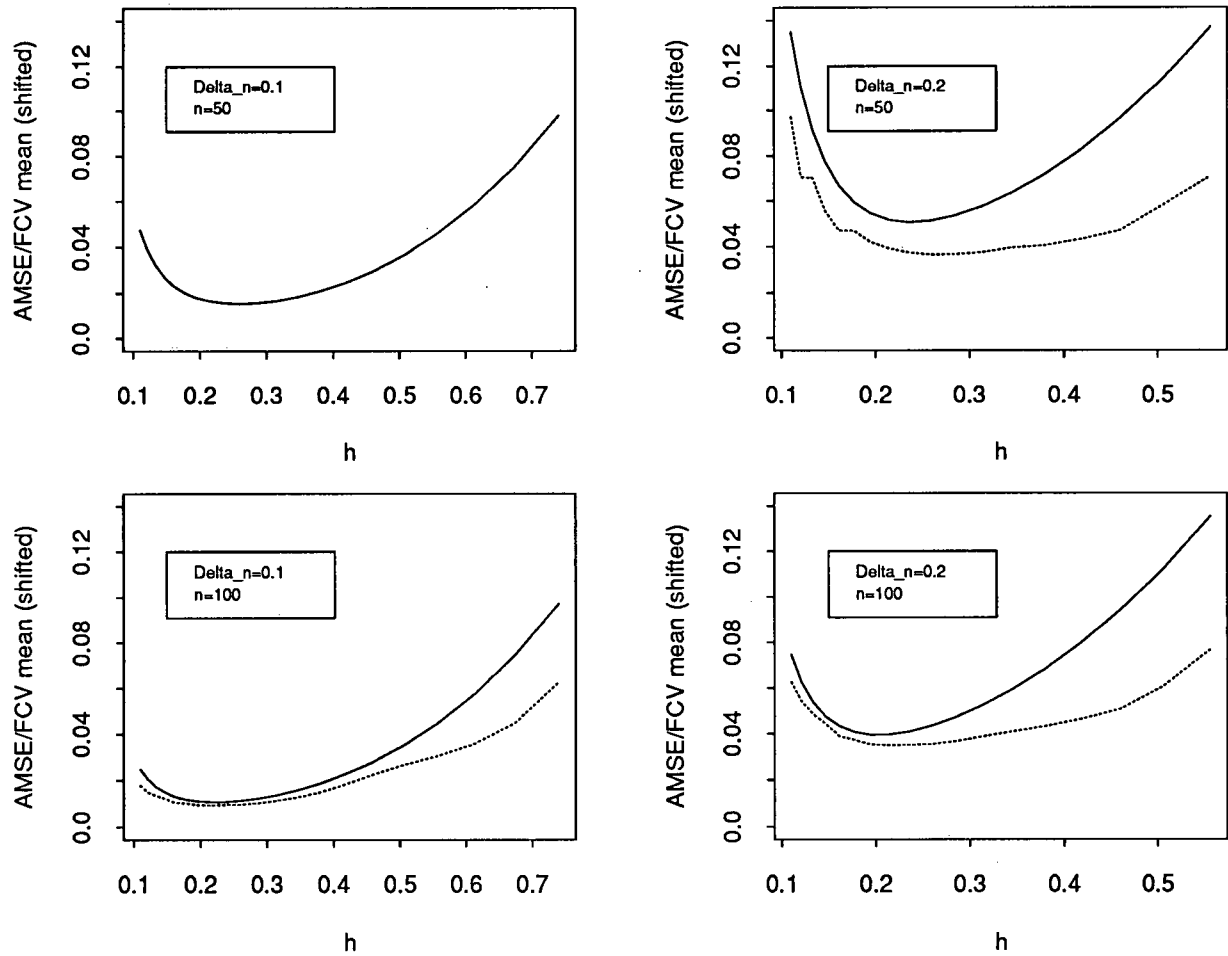 AMSE/FCV mean (shifted)
0.0 0.04 0.08 0.12
Delta_n=0.1
n=50
0.1 0.2 0.3 0.4 0.5 0.6 0.7
h
AMSE/FCV mean (shifted)
0.0 0.04 0.08 0.12
Delta_n=0.2
n=50
0.1 0.2 0.3 0.4 0.5
h
AMSE/FCV mean (shifted)
0.0 0.04 0.08 0.12
Delta_n=0.1
n=100
0.1 0.2 0.3 0.4 0.5 0.6 0.7
h
AMSE/FCV mean (shifted)
0.0 0.04 0.08 0.12
Delta_n=0.2
n=100
0.1 0.2 0.3 0.4 0.5
h